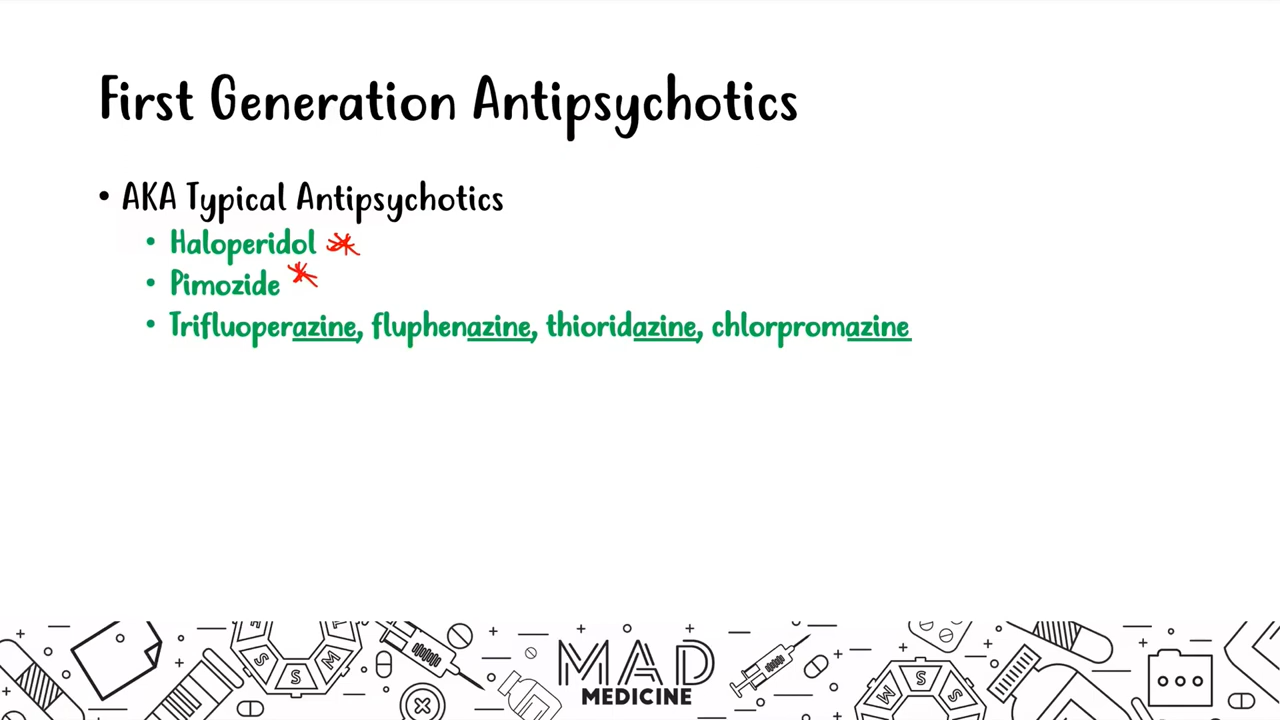 First Generation Antipsychotics
• AKA Typical Antipsychotics
• Haloperidol
• Pimozide
• Trifluoperazine, fluphenazine, thioridazine, chlorpromazine
MAD
MEDICINE